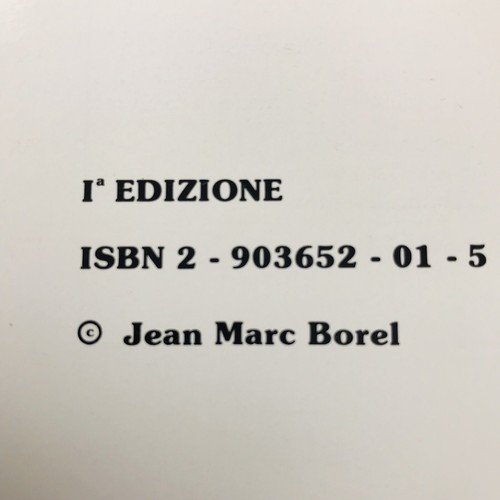 Iª EDIZIONE
ISBN 2 - 903652 - 01 - 5
© Jean Marc Borel